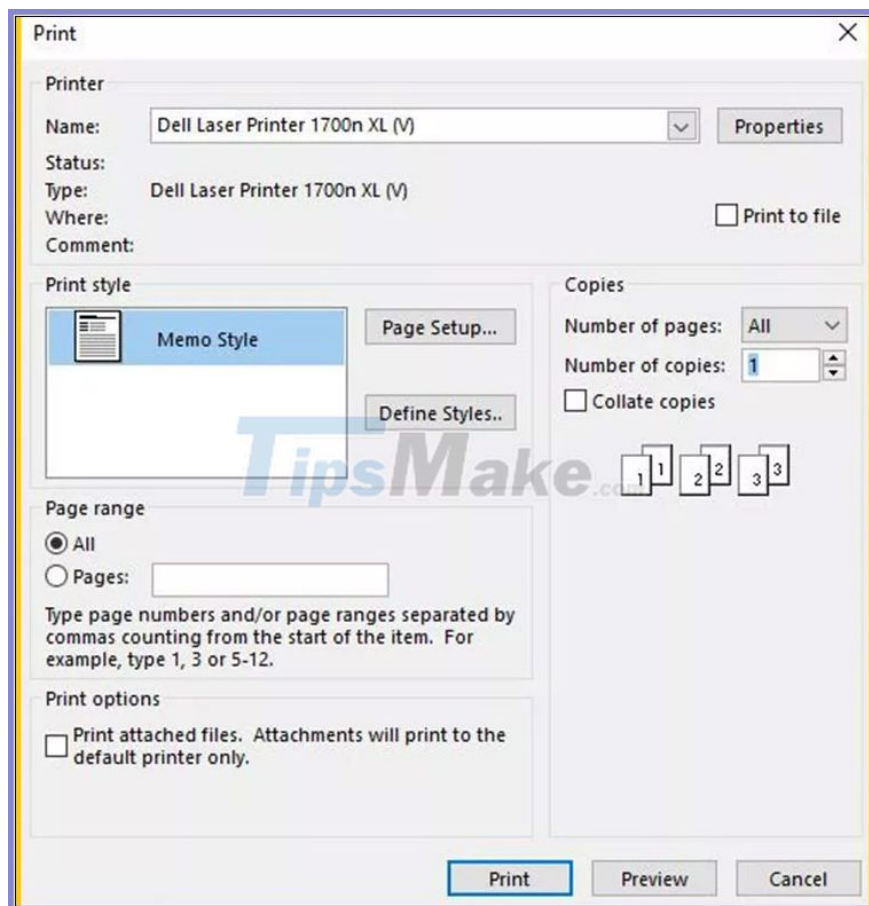 Print
Printer
Name: Dell Laser Printer 1700n XL (V) Properties
Status:
Type: Dell Laser Printer 1700n XL (V)
Where: Print to file
Comment:
Print style
Memo Style
Page Setup...
Define Styles..
Copies
Number of pages: All
Number of copies: 1
Collate copies
1 1 2 2 3 3
TipsMake.com
Page range
All
Pages:
Type page numbers and/or page ranges separated by
commas counting from the start of the item. For
example, type 1, 3 or 5-12.
Print options
Print attached files. Attachments will print to the
default printer only.
Print Preview Cancel